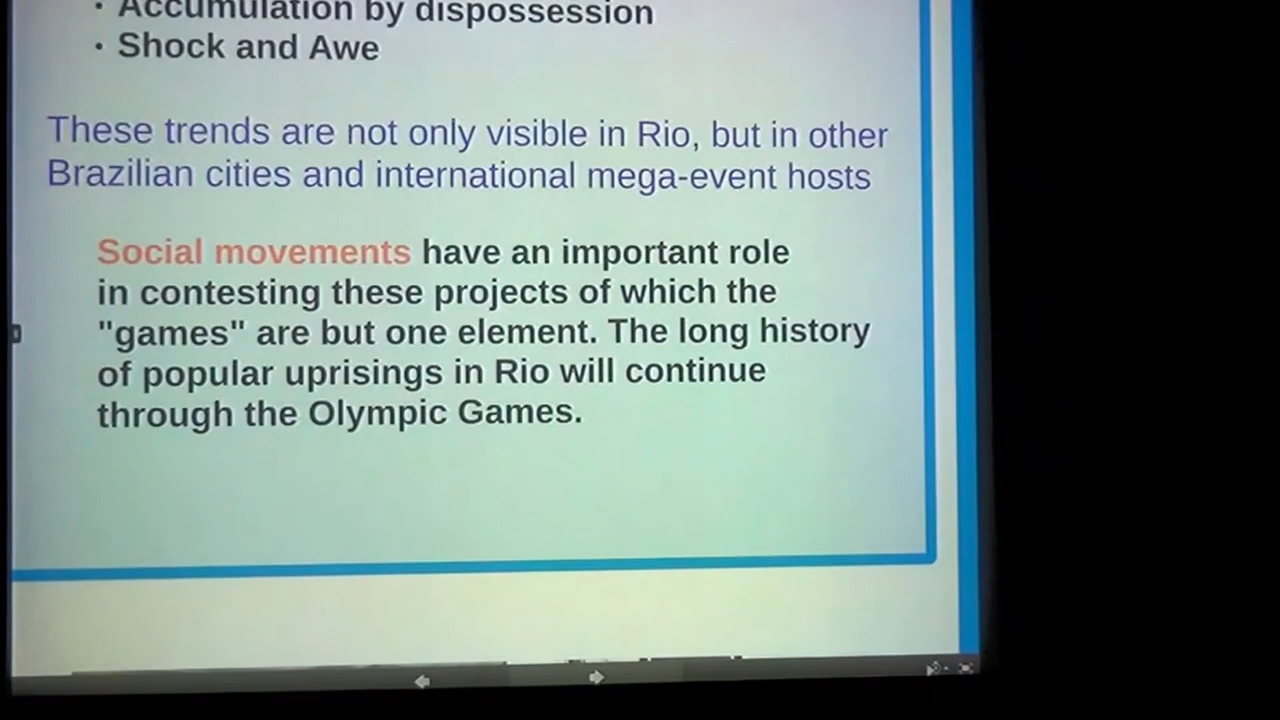 · Accumulation by dispossession
· Shock and Awe
These trends are not only visible in Rio, but in other
Brazilian cities and international mega-event hosts
Social movements have an important role
in contesting these projects of which the
"games" are but one element. The long history
of popular uprisings in Rio will continue
through the Olympic Games.